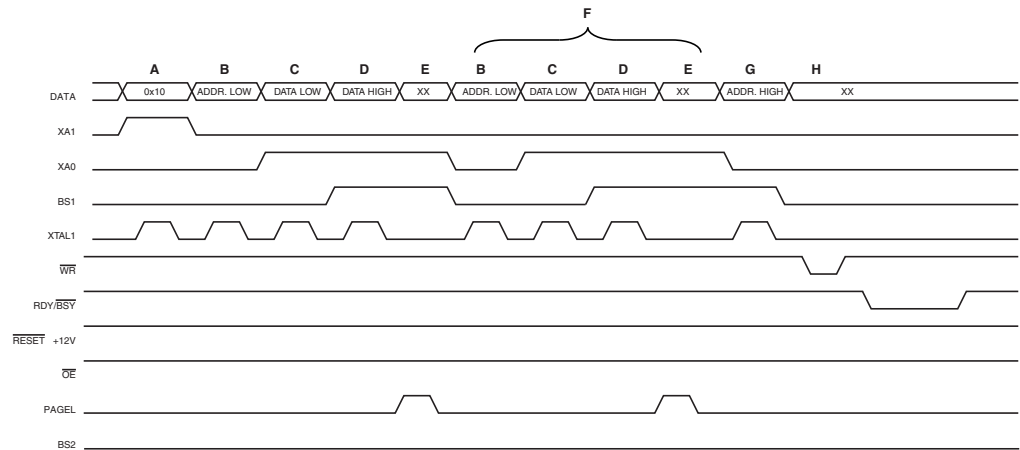 F
A B C D E B C D E G H
DATA 0x10 ADDR. LOW DATA LOW DATA HIGH XX ADDR. LOW DATA LOW DATA HIGH XX ADDR. HIGH XX
XA1
XA0
BS1
XTAL1
WR
RDY/BSY
RESET +12V
OE
PAGEL
BS2